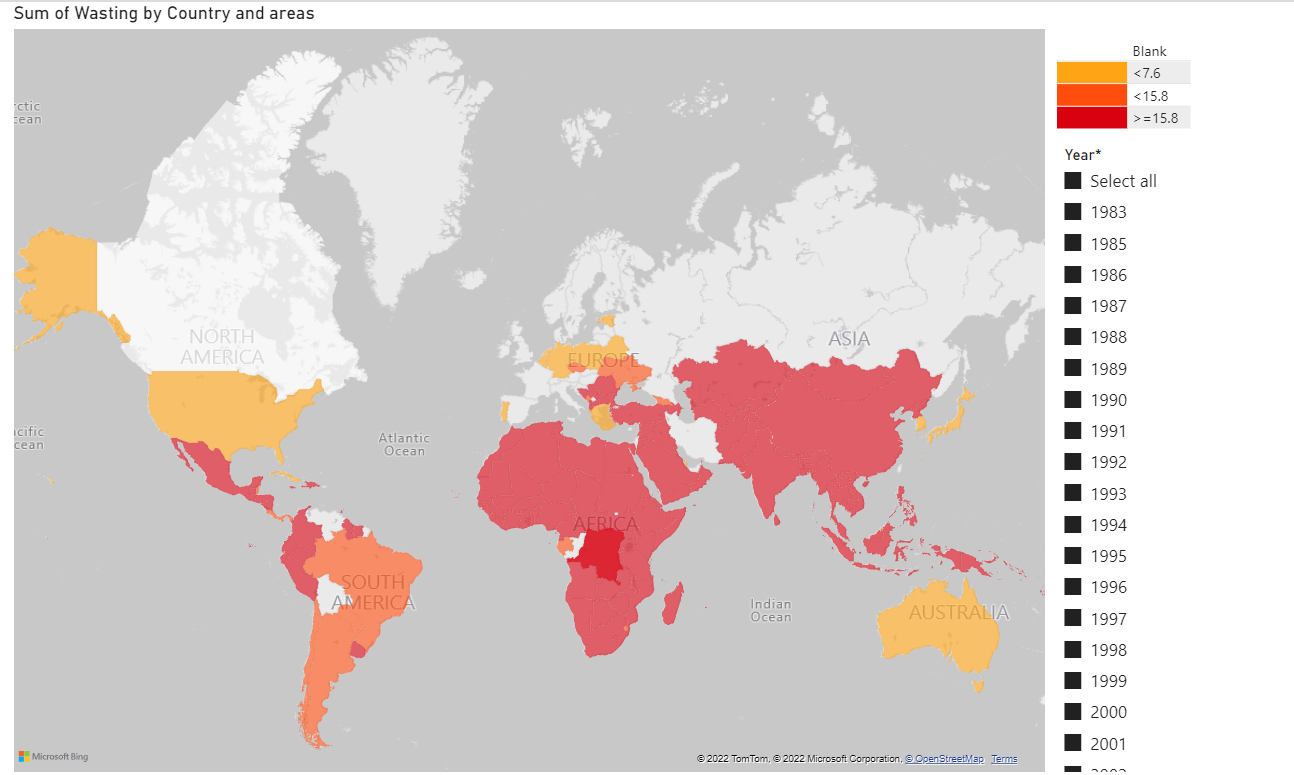 Sum of Wasting by Country and areas
Blank
<7.6
<15.8
>=15.8
Year*
Select all
1983
1985
1986
1987
1988
1989
1990
1991
1992
1993
1994
1995
1996
1997
1998
1999
2000
2001
rctic
cean
NORTH
AMERICA
EUROPE
ASIA
acific
cean
Atlantic
Ocean
AFRICA
SOUTH
AMERICA
Indian
Ocean
AUSTRALIA
Microsoft Bing
© 2022 TomTom, © 2022 Microsoft Corporation, © OpenStreetMap Terms